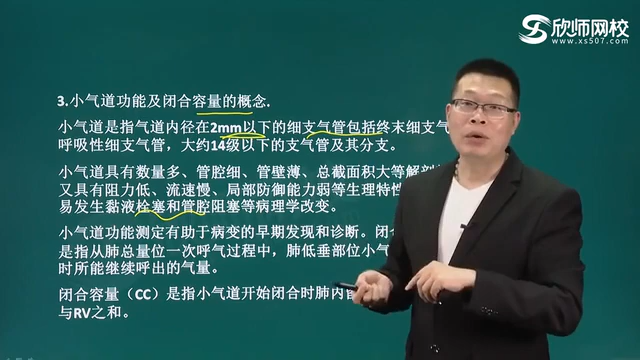 欣师网校
www.xs507.com
3.小气道功能及闭合容量的概念.
小气道是指气道内径在2mm以下的细支气管包括终末细支气
呼吸性细支气管，大约14级以下的支气管及其分支。
小气道具有数量多、管腔细、管壁薄、总截面积大等解剖
又具有阻力低、流速慢、局部防御能力弱等生理特性
易发生黏液栓塞和管腔阻塞等病理学改变。
小气道功能测定有助于病变的早期发现和诊断。闭合
是指从肺总量位一次呼气过程中，肺低垂部位小气
时所能继续呼出的气量。
闭合容量（CC）是指小气道开始闭合时肺内
与RV之和。